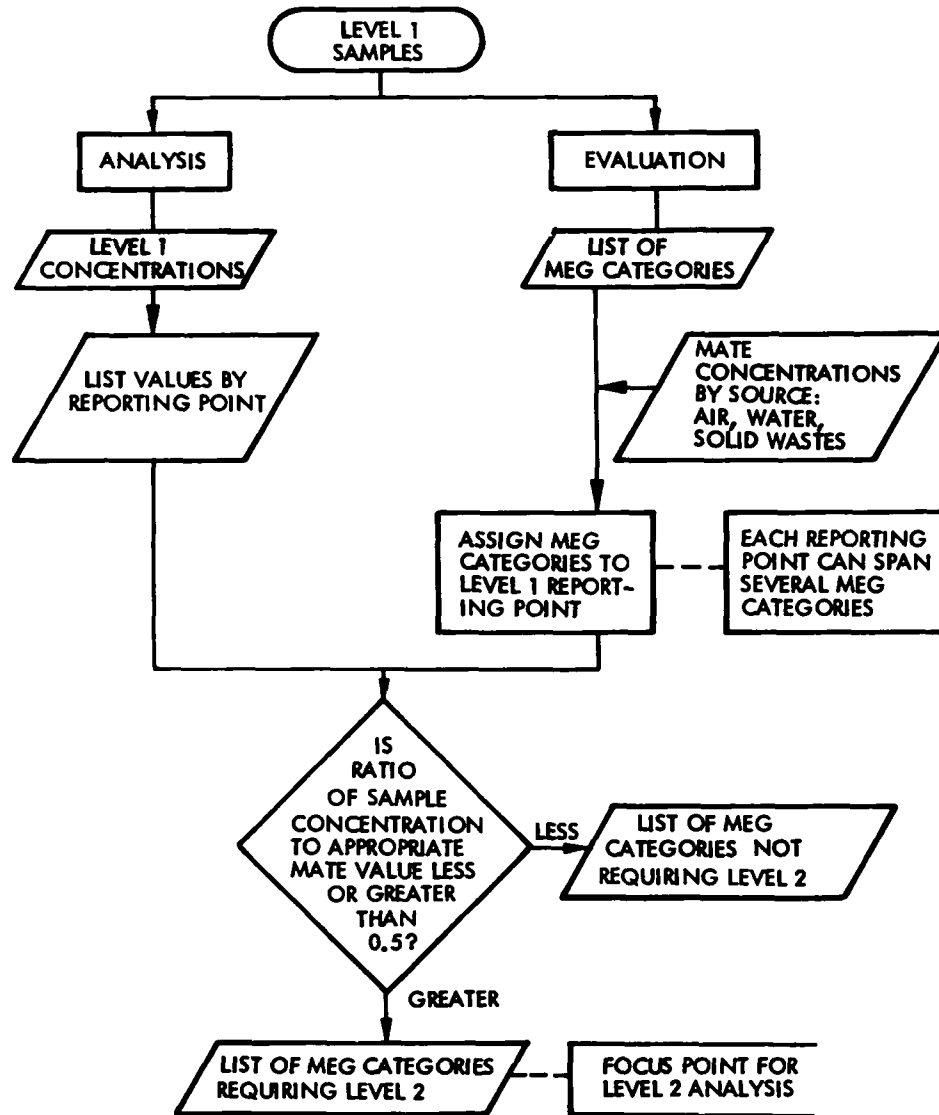 LEVEL 1
SAMPLES
ANALYSIS
EVALUATION
LEVEL 1
CONCENTRATIONS
LIST OF
MEG CATEGORIES
LIST VALUES BY
REPORTING POINT
MATE
CONCENTRATIONS
BY SOURCE:
AIR, WATER,
SOLID WASTES
ASSIGN MEG
CATEGORIES TO
LEVEL 1 REPORT-
ING POINT
EACH REPORTING
POINT CAN SPAN
SEVERAL MEG
CATEGORIES
IS
RATIO
OF SAMPLE
CONCENTRATION
TO APPROPRIATE
MATE VALUE LESS
OR GREATER
THAN
0.5?
LESS
LIST OF MEG
CATEGORIES NOT
REQUIRING LEVEL 2
GREATER
LIST OF MEG CATEGORIES
REQUIRING LEVEL 2
FOCUS POINT FOR
LEVEL 2 ANALYSIS